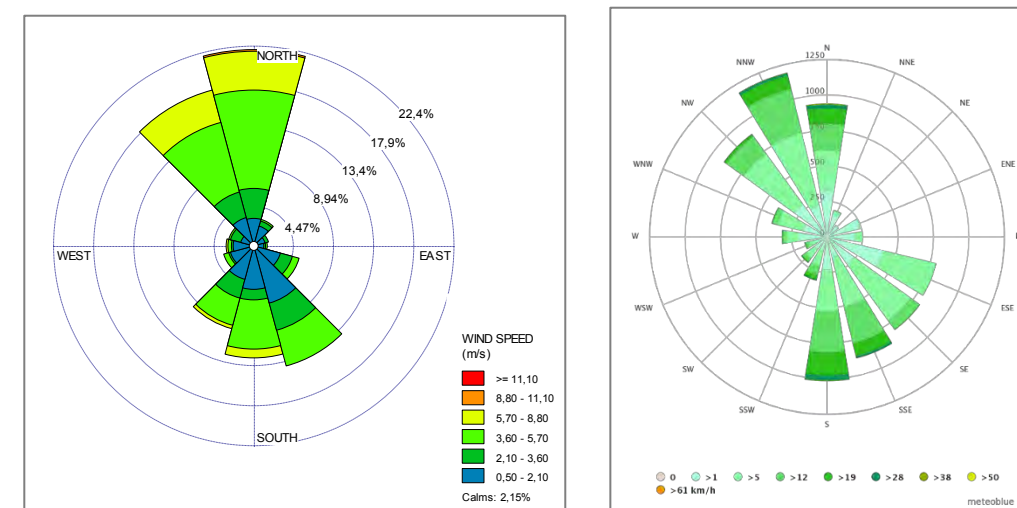 NORTH
22,4%
17,9%
13,4%
8,94%
4,47%
WEST
EAST
SOUTH
WIND SPEED
(m/s)
>= 11,10
8,80 - 11,10
5,70 - 8,80
3,60 - 5,70
2,10 - 3,60
0,50 - 2,10
Calms: 2,15%
N
1250
NNW
NNE
1000
NW
NE
500
WNW
ENE
250
W
WSW
ESE
SW
SE
SSW
SSE
S
0 >1 >5 >12 >19 >28 >38 >50
>61 km/h
meteoblue